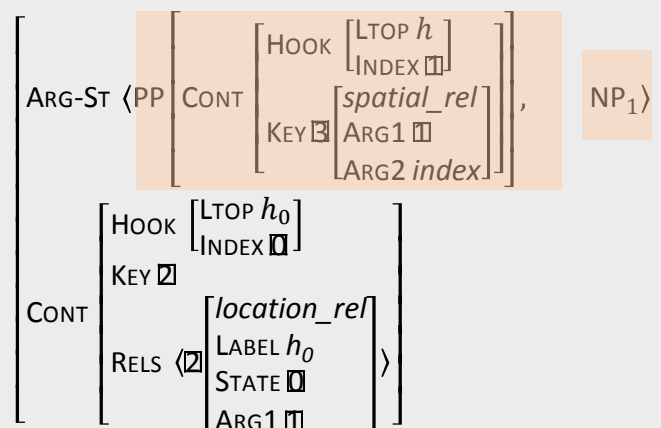 HOOK [LTOP h
INDEX 1]
ARG-ST ⟨PP [CONT [spatial_rel], NP₁⟩
KEY 3 ARG1 1
ARG2 index
HOOK [LTOP h₀
INDEX 0]
KEY 2
CONT [location_rel
LABEL h₀
RELS ⟨2 ⟩
STATE 0
ARG1 1